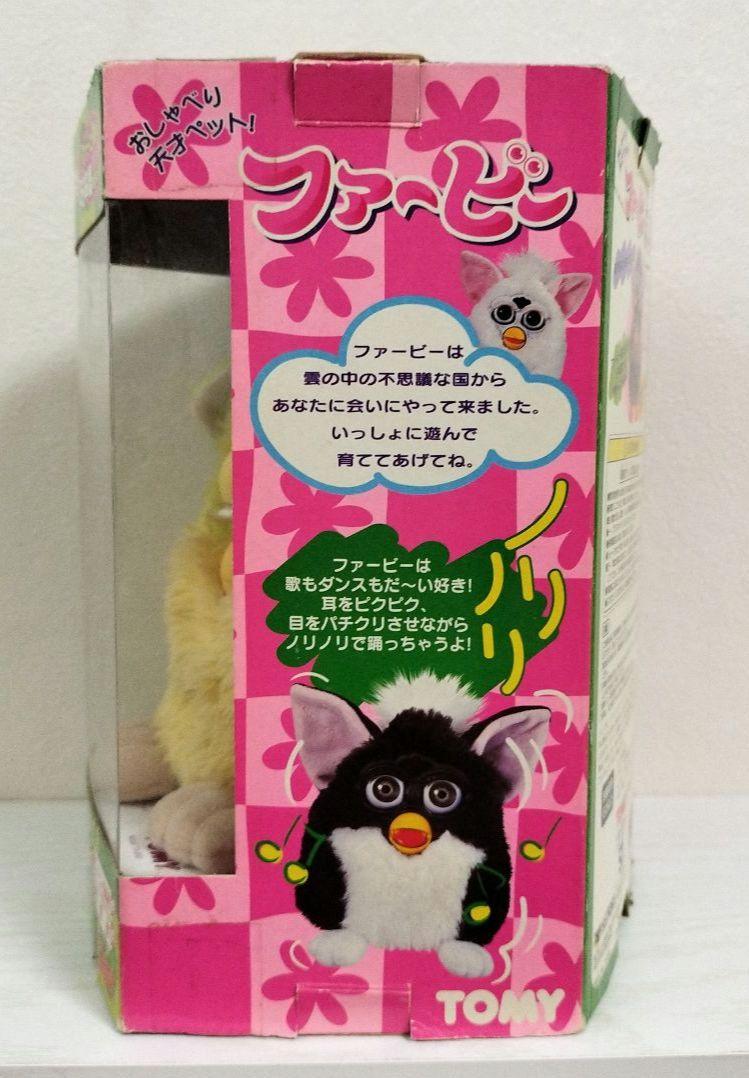 おしゃべり
天才ペット!
ファービー
ファービーは
雲の中の不思議な国から
あなたに会いにやって来ました。
いっしょに遊んで
育ててあげてね。
ファービーは
歌もダンスもだ〜い好き!
耳をピクピク、
目をパチクリさせながら
ノリノリで踊っちゃうよ!
ノリノリ
TOMY